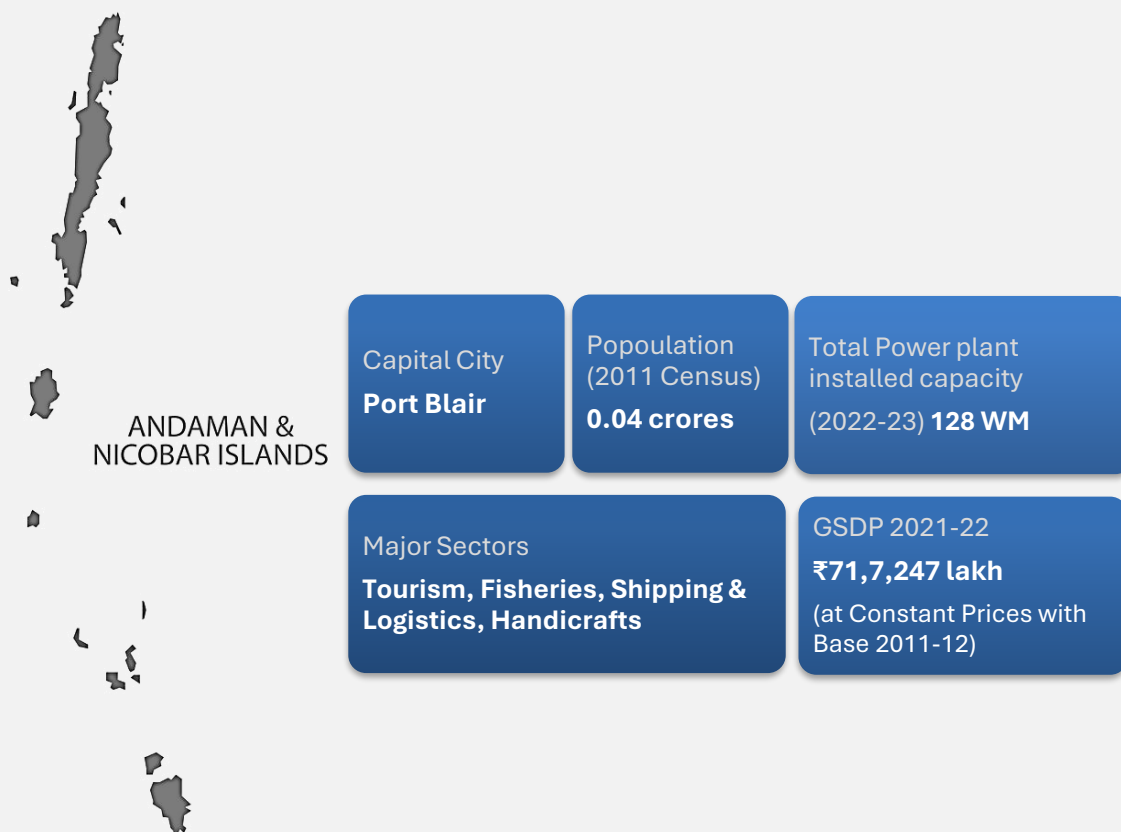 ANDAMAN &
NICOBAR ISLANDS
Capital City
Port Blair
Popoulation
(2011 Census)
0.04 crores
Total Power plant
installed capacity
(2022-23) 128 WM
Major Sectors
Tourism, Fisheries, Shipping &
Logistics, Handicrafts
GSDP 2021-22
₹71,7,247 lakh
(at Constant Prices with
Base 2011-12)